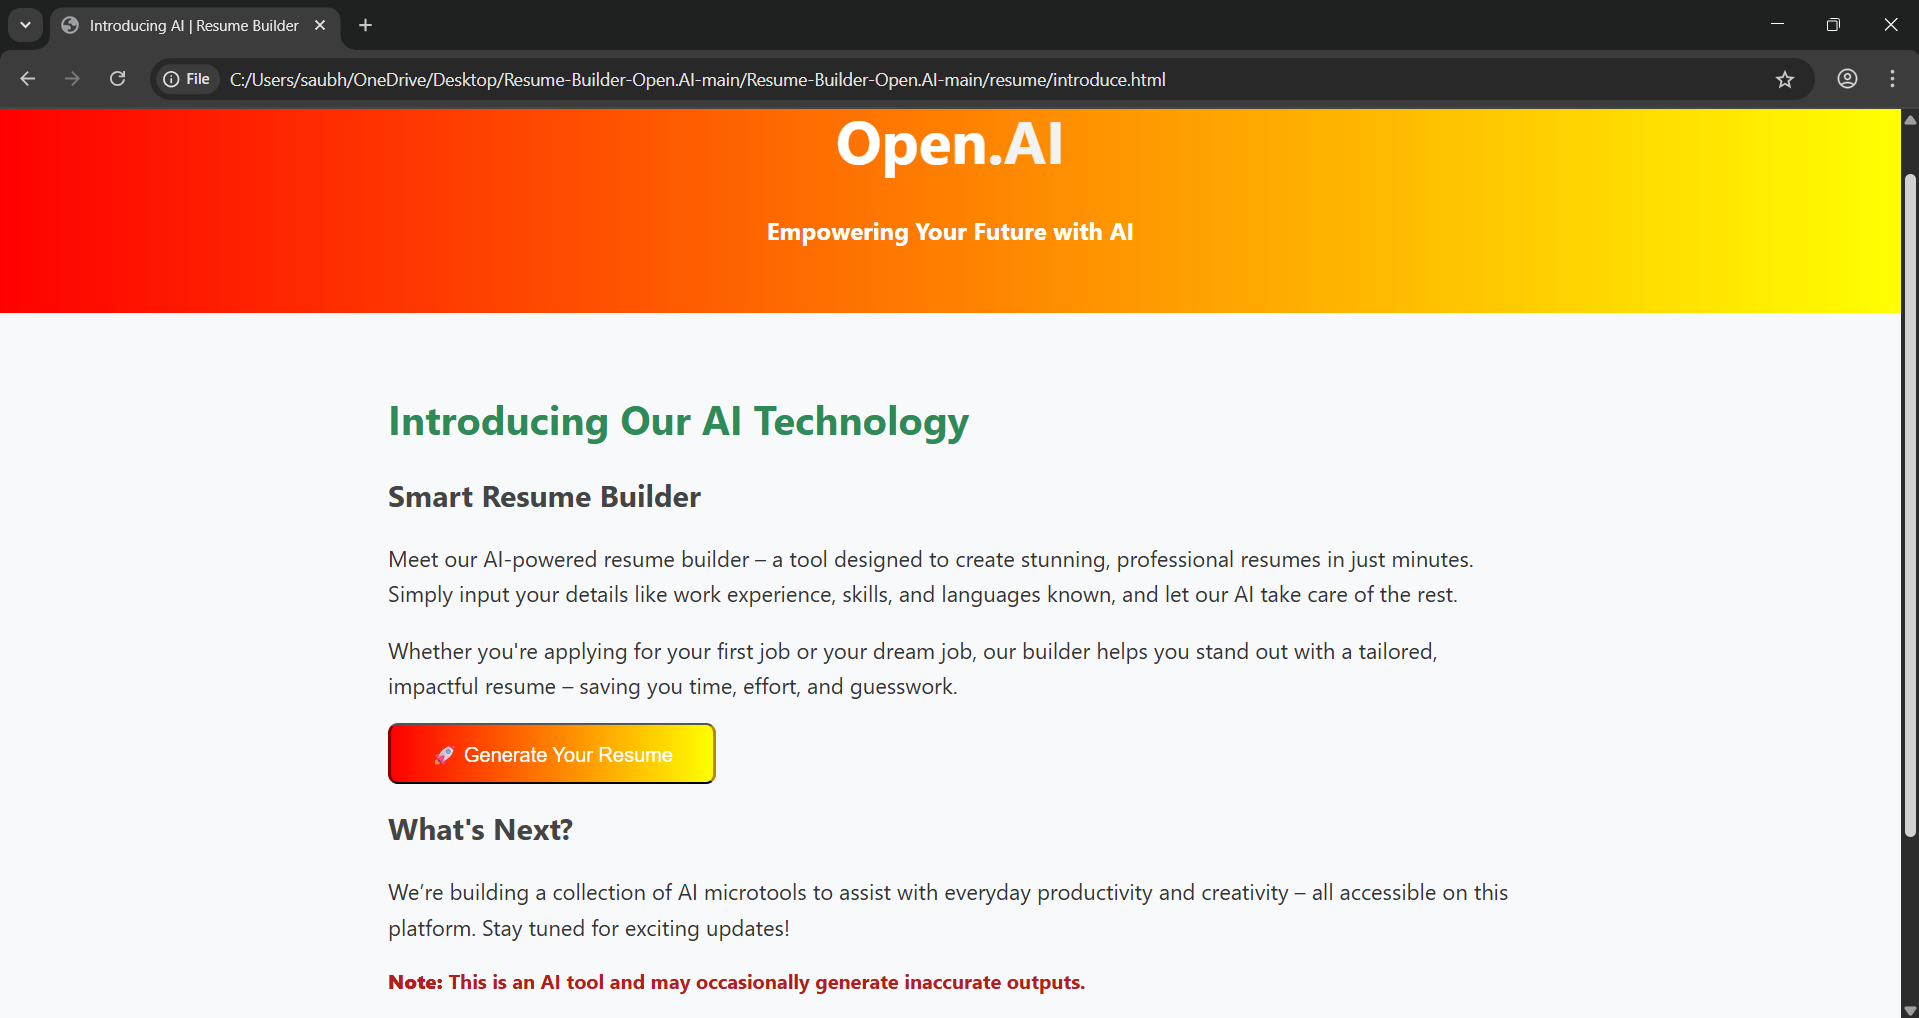 Introducing AI | Resume Builder
File
C:/Users/saubh/OneDrive/Desktop/Resume-Builder-Open.AI-main/Resume-Builder-Open.AI-main/resume/introduce.html
Open.AI
Empowering Your Future with AI
Introducing Our AI Technology
Smart Resume Builder
Meet our AI-powered resume builder – a tool designed to create stunning, professional resumes in just minutes.
Simply input your details like work experience, skills, and languages known, and let our AI take care of the rest.
Whether you're applying for your first job or your dream job, our builder helps you stand out with a tailored,
impactful resume – saving you time, effort, and guesswork.
🚀 Generate Your Resume
What's Next?
We’re building a collection of AI microtools to assist with everyday productivity and creativity – all accessible on this
platform. Stay tuned for exciting updates!
Note: This is an AI tool and may occasionally generate inaccurate outputs.